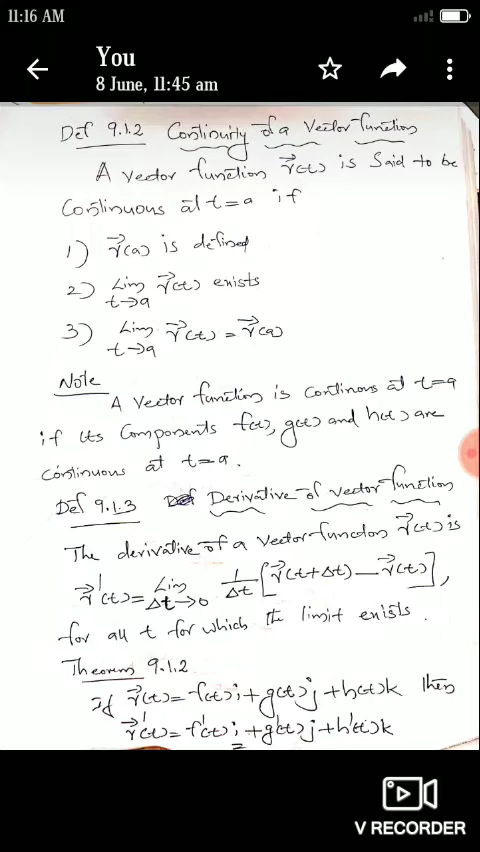 11:16 AM
You
8 June, 11:45 am
Def 9.1.2 Continuity of a Vector function
A vector function r⃗(t) is said to be
Continuous at t=a if
1) r⃗(a) is defined
2) Lim t→a r⃗(t) exists
3) Lim t→a r⃗(t) = r⃗(a)
Note
A vector function is continous at t=a
if its Components f(t), g(t) and h(t) are
continuous at t=a.
Def 9.1.3 Derivative of vector function
The derivative of a vector function r⃗(t) is
r⃗'(t) = Lim Δt→0 1/Δt [r⃗(t+Δt) — r⃗(t)],
for all t for which the limit exists.
Theorem 9.1.2
If r⃗(t) = f(t)i + g(t)j + h(t)k then
r⃗'(t) = f'(t)i + g'(t)j + h'(t)k
V RECORDER